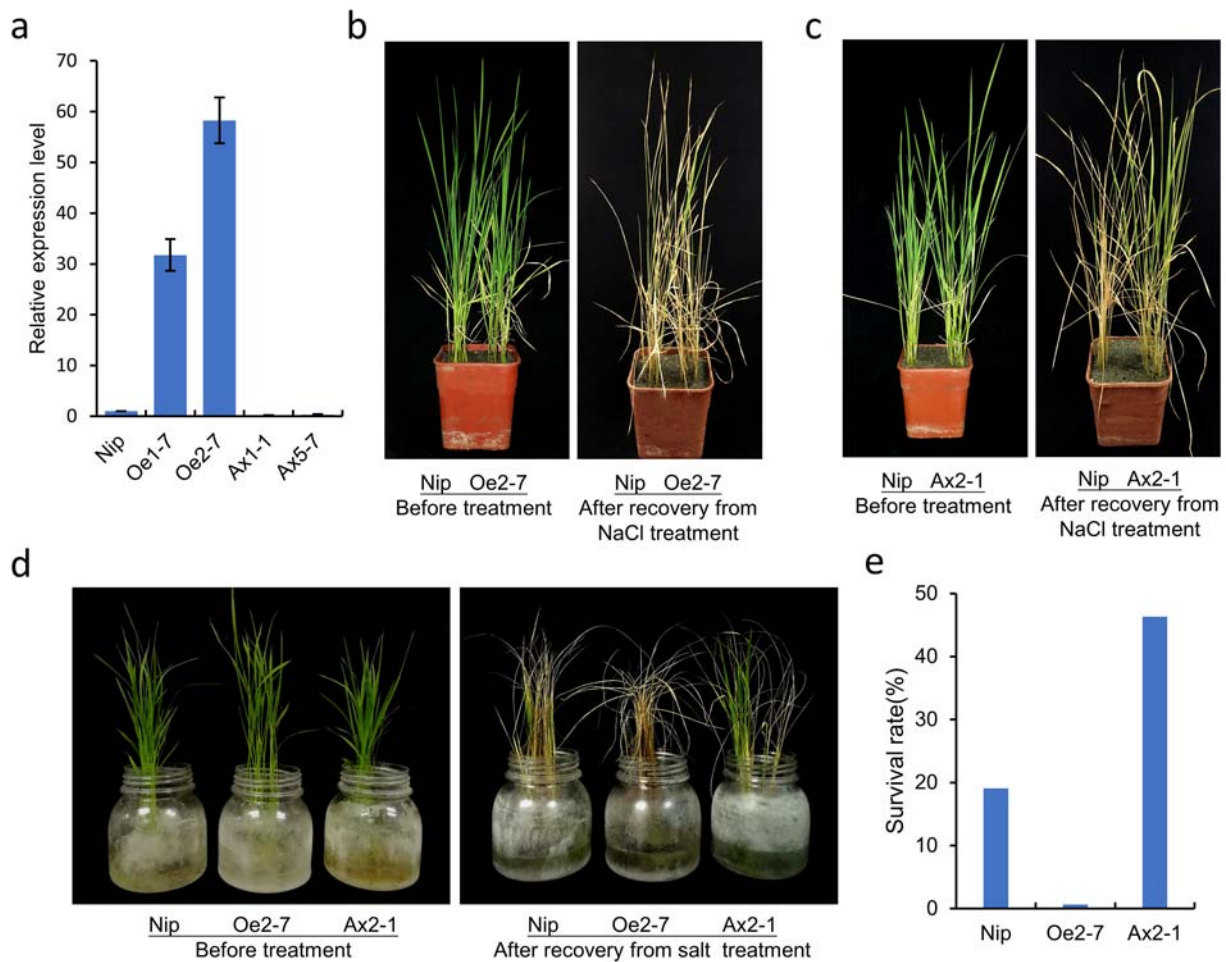 a
70
60
50
40
30
20
10
0
Relative expression level
Nip
Oe1-7
Oe2-7
Ax1-1
Ax5-7
b
Nip Oe2-7
Before treatment
Nip Oe2-7
After recovery from
NaCl treatment
c
Nip Ax2-1
Before treatment
Nip Ax2-1
After recovery from
NaCl treatment
d
Nip Oe2-7 Ax2-1
Before treatment
Nip Oe2-7 Ax2-1
After recovery from salt treatment
e
50
40
30
20
10
0
Survival rate(%)
Nip
Oe2-7
Ax2-1